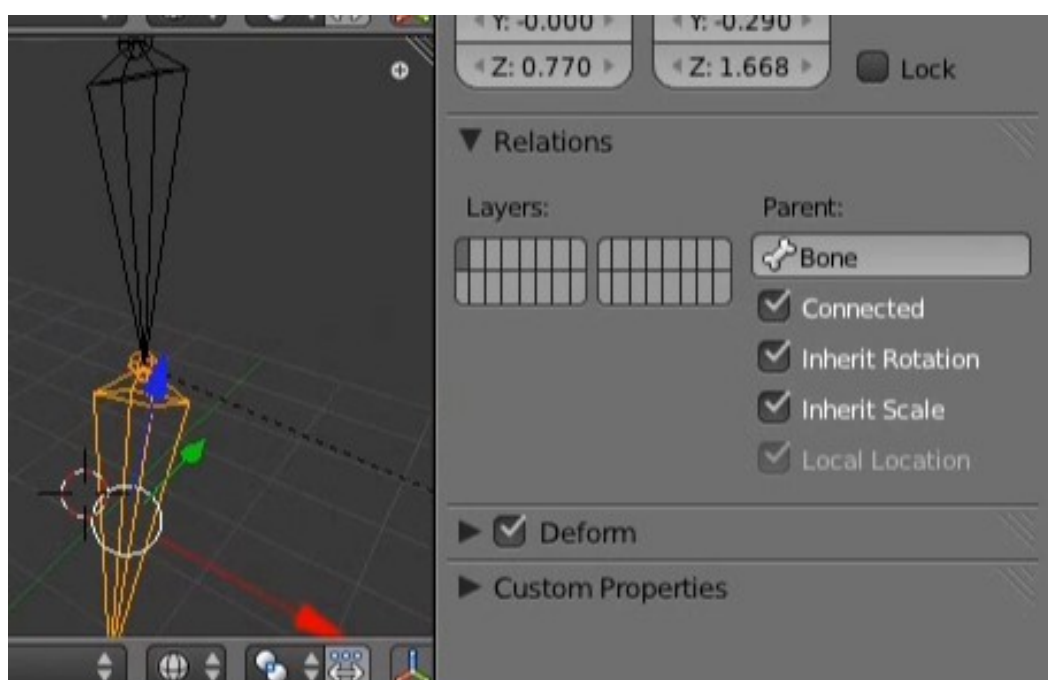 Y: -0.000
Y: -0.290
Z: 0.770
Z: 1.668
Lock
Relations
Layers:
Parent:
Bone
Connected
Inherit Rotation
Inherit Scale
Local Location
Deform
Custom Properties